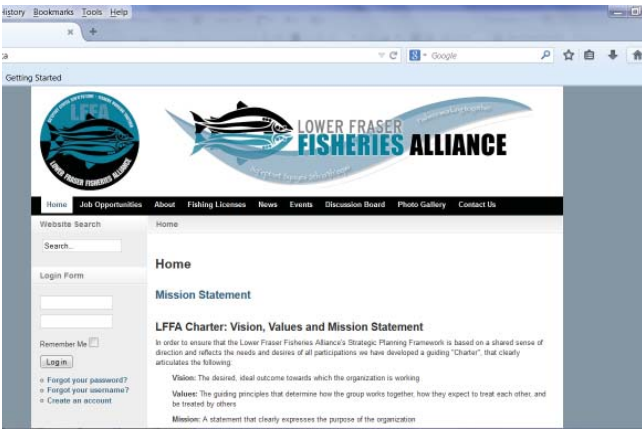 History Bookmarks Tools Help
× +
ca
Google
Getting Started
LFFA
LOWER FRASER FISHERIES ALLIANCE
LOWER FRASER
FISHERIES ALLIANCE
Fisheries working together
Home Job Opportunities About Fishing Licenses News Events Discussion Board Photo Gallery Contact Us
Website Search
Home
Search...
Login Form
Home
Mission Statement
LFFA Charter: Vision, Values and Mission Statement
In order to ensure that the Lower Fraser Fisheries Alliance's Strategic Planning Framework is based on a shared sense of
direction and reflects the needs and desires of all participations we have developed a guiding "Charter", that clearly
articulates the following:
Remember Me
Log in
Forgot your password?
Forgot your username?
Create an account
Vision: The desired, ideal outcome towards which the organization is working
Values: The guiding principles that determine how the group works together, how they expect to treat each other, and
be treated by others
Mission: A statement that clearly expresses the purpose of the organization